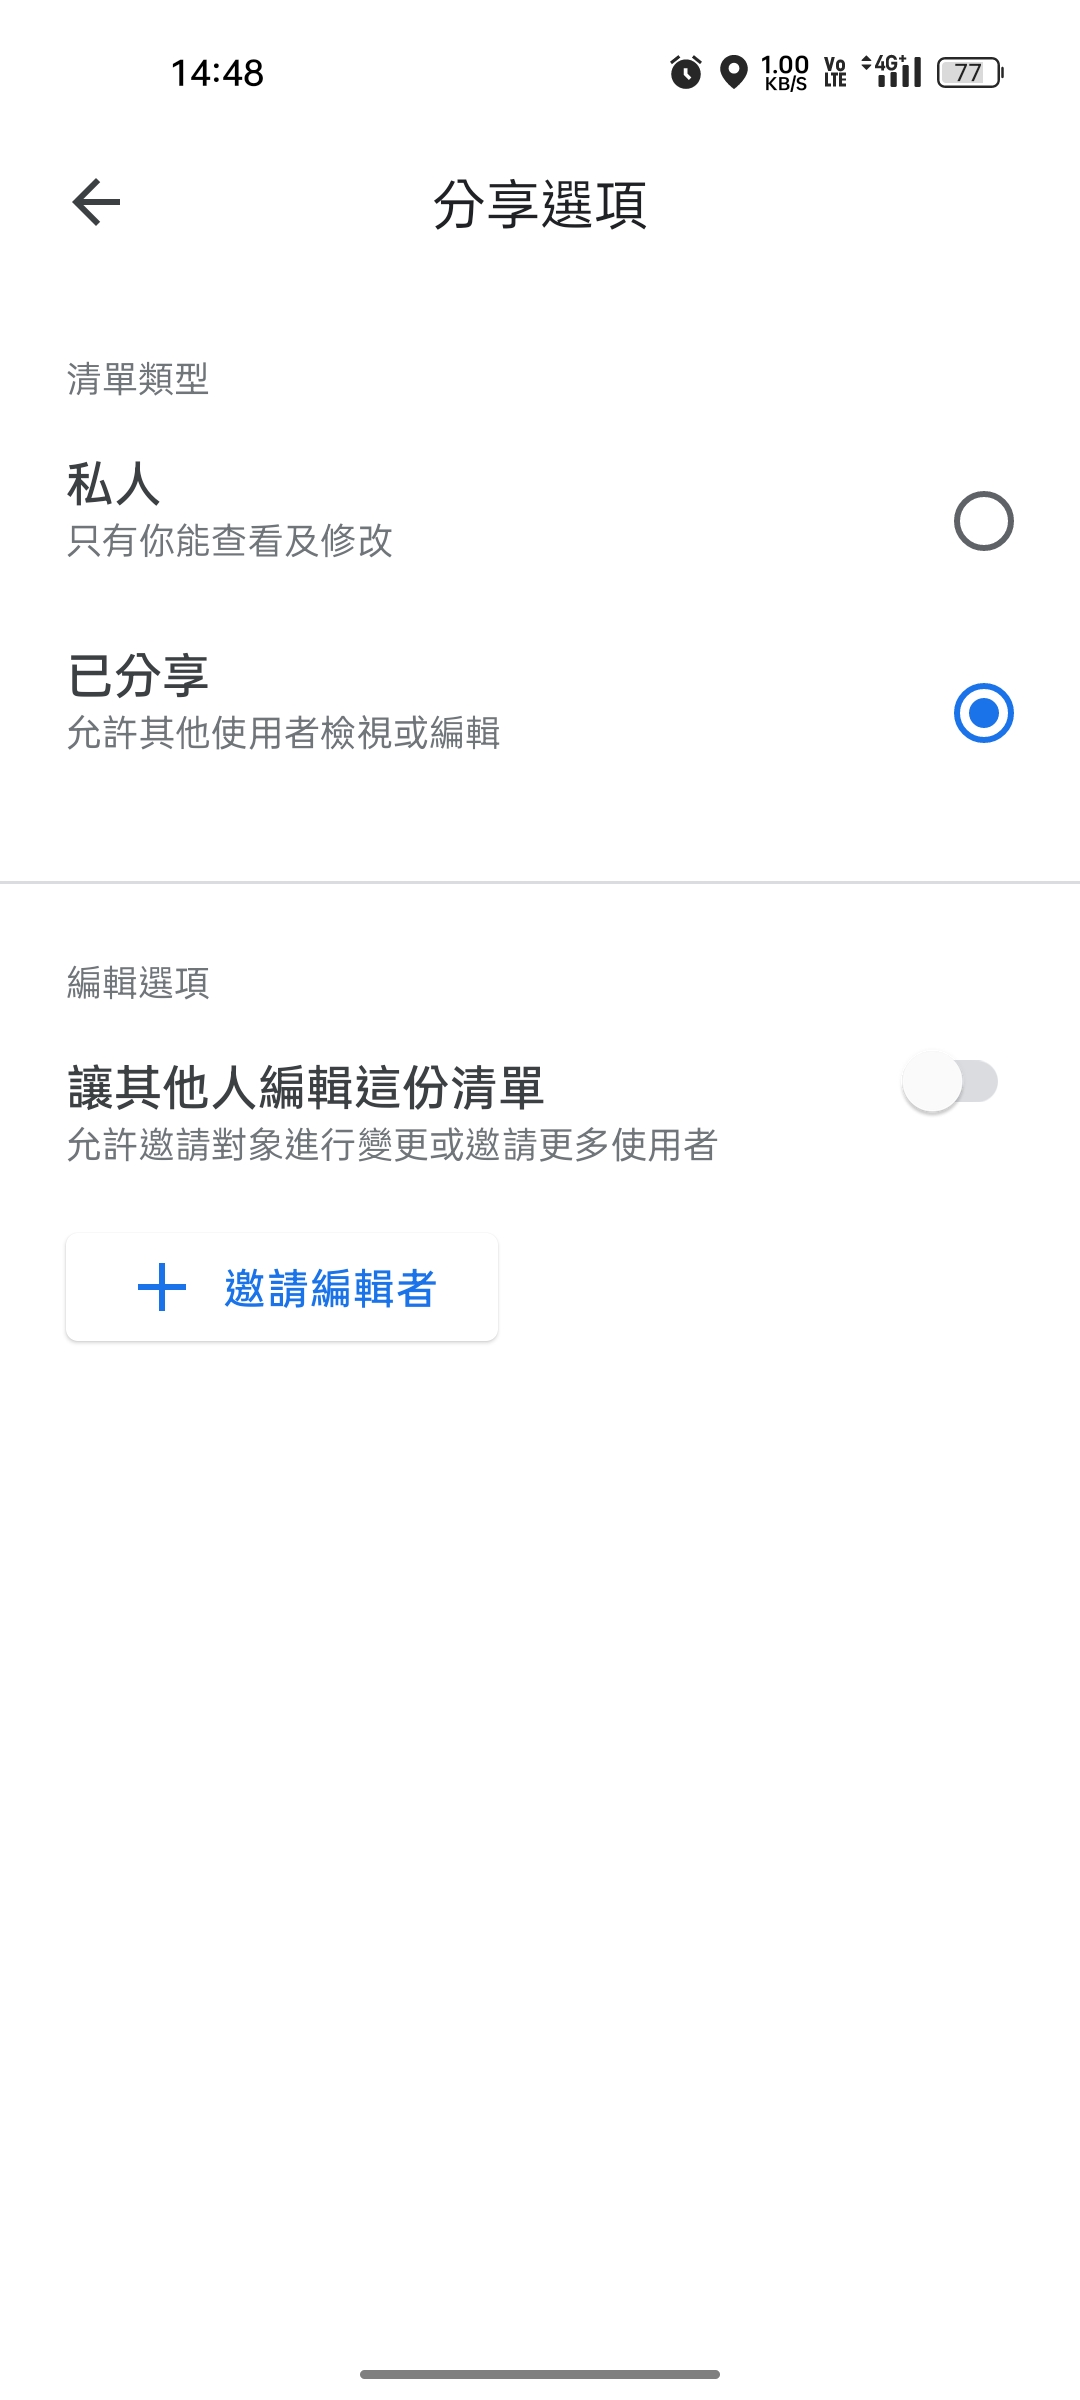 14:48
1.00 KB/S Vo LTE 4G+ 77
分享選項
清單類型
私人
只有你能查看及修改
已分享
允許其他使用者檢視或編輯
編輯選項
讓其他人編輯這份清單
允許邀請對象進行變更或邀請更多使用者
邀請編輯者